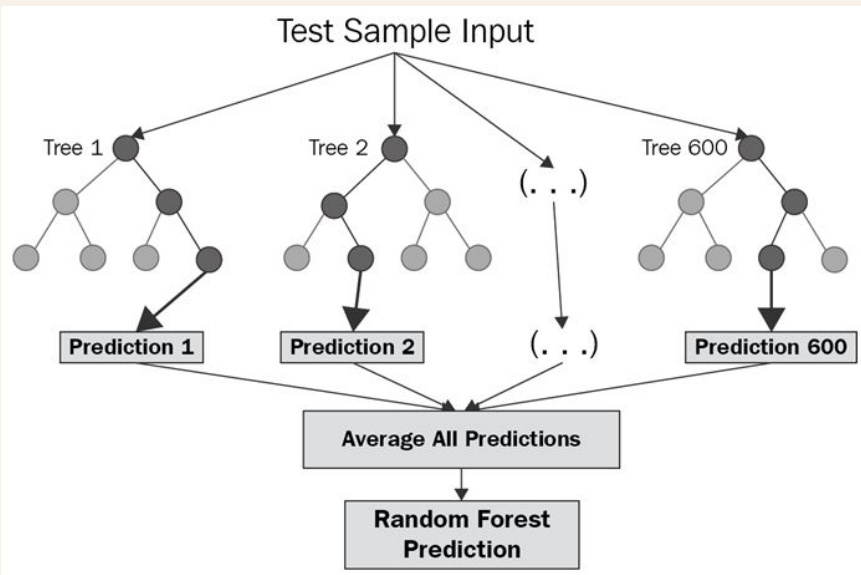 Test Sample Input
Tree 1
Tree 2
Tree 600
(. . .)
Prediction 1
Prediction 2
(. . .)
Prediction 600
Average All Predictions
Random Forest
Prediction